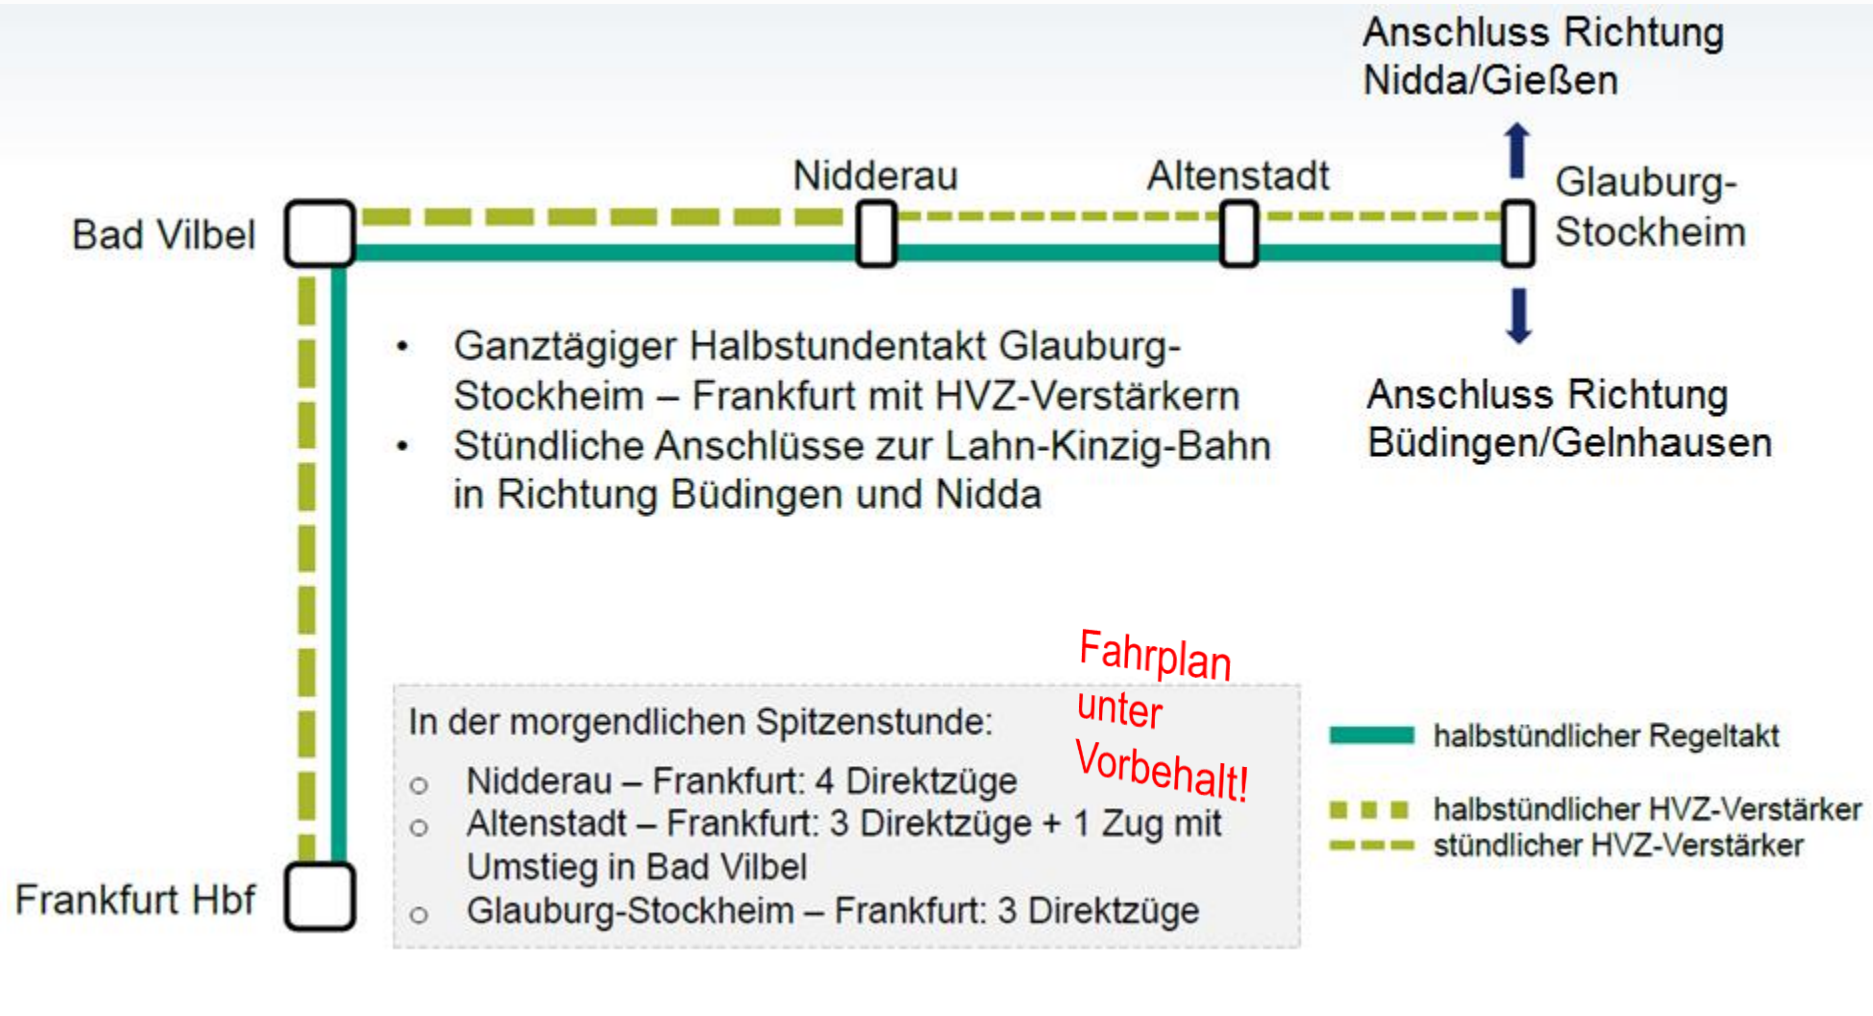 Anschluss Richtung
Nidda/Gießen
Nidderau
Altenstadt
Glauburg-
Stockheim
Bad Vilbel
• Ganztägiger Halbstundentakt Glauburg-
Stockheim – Frankfurt mit HVZ-Verstärkern
• Stündliche Anschlüsse zur Lahn-Kinzig-Bahn
in Richtung Büdingen und Nidda
Anschluss Richtung
Büdingen/Gelnhausen
Fahrplan
unter
Vorbehalt!
In der morgendlichen Spitzenstunde:
o Nidderau – Frankfurt: 4 Direktzüge
o Altenstadt – Frankfurt: 3 Direktzüge + 1 Zug mit
Umstieg in Bad Vilbel
o Glauburg-Stockheim – Frankfurt: 3 Direktzüge
halbstündlicher Regeltakt
halbstündlicher HVZ-Verstärker
stündlicher HVZ-Verstärker
Frankfurt Hbf